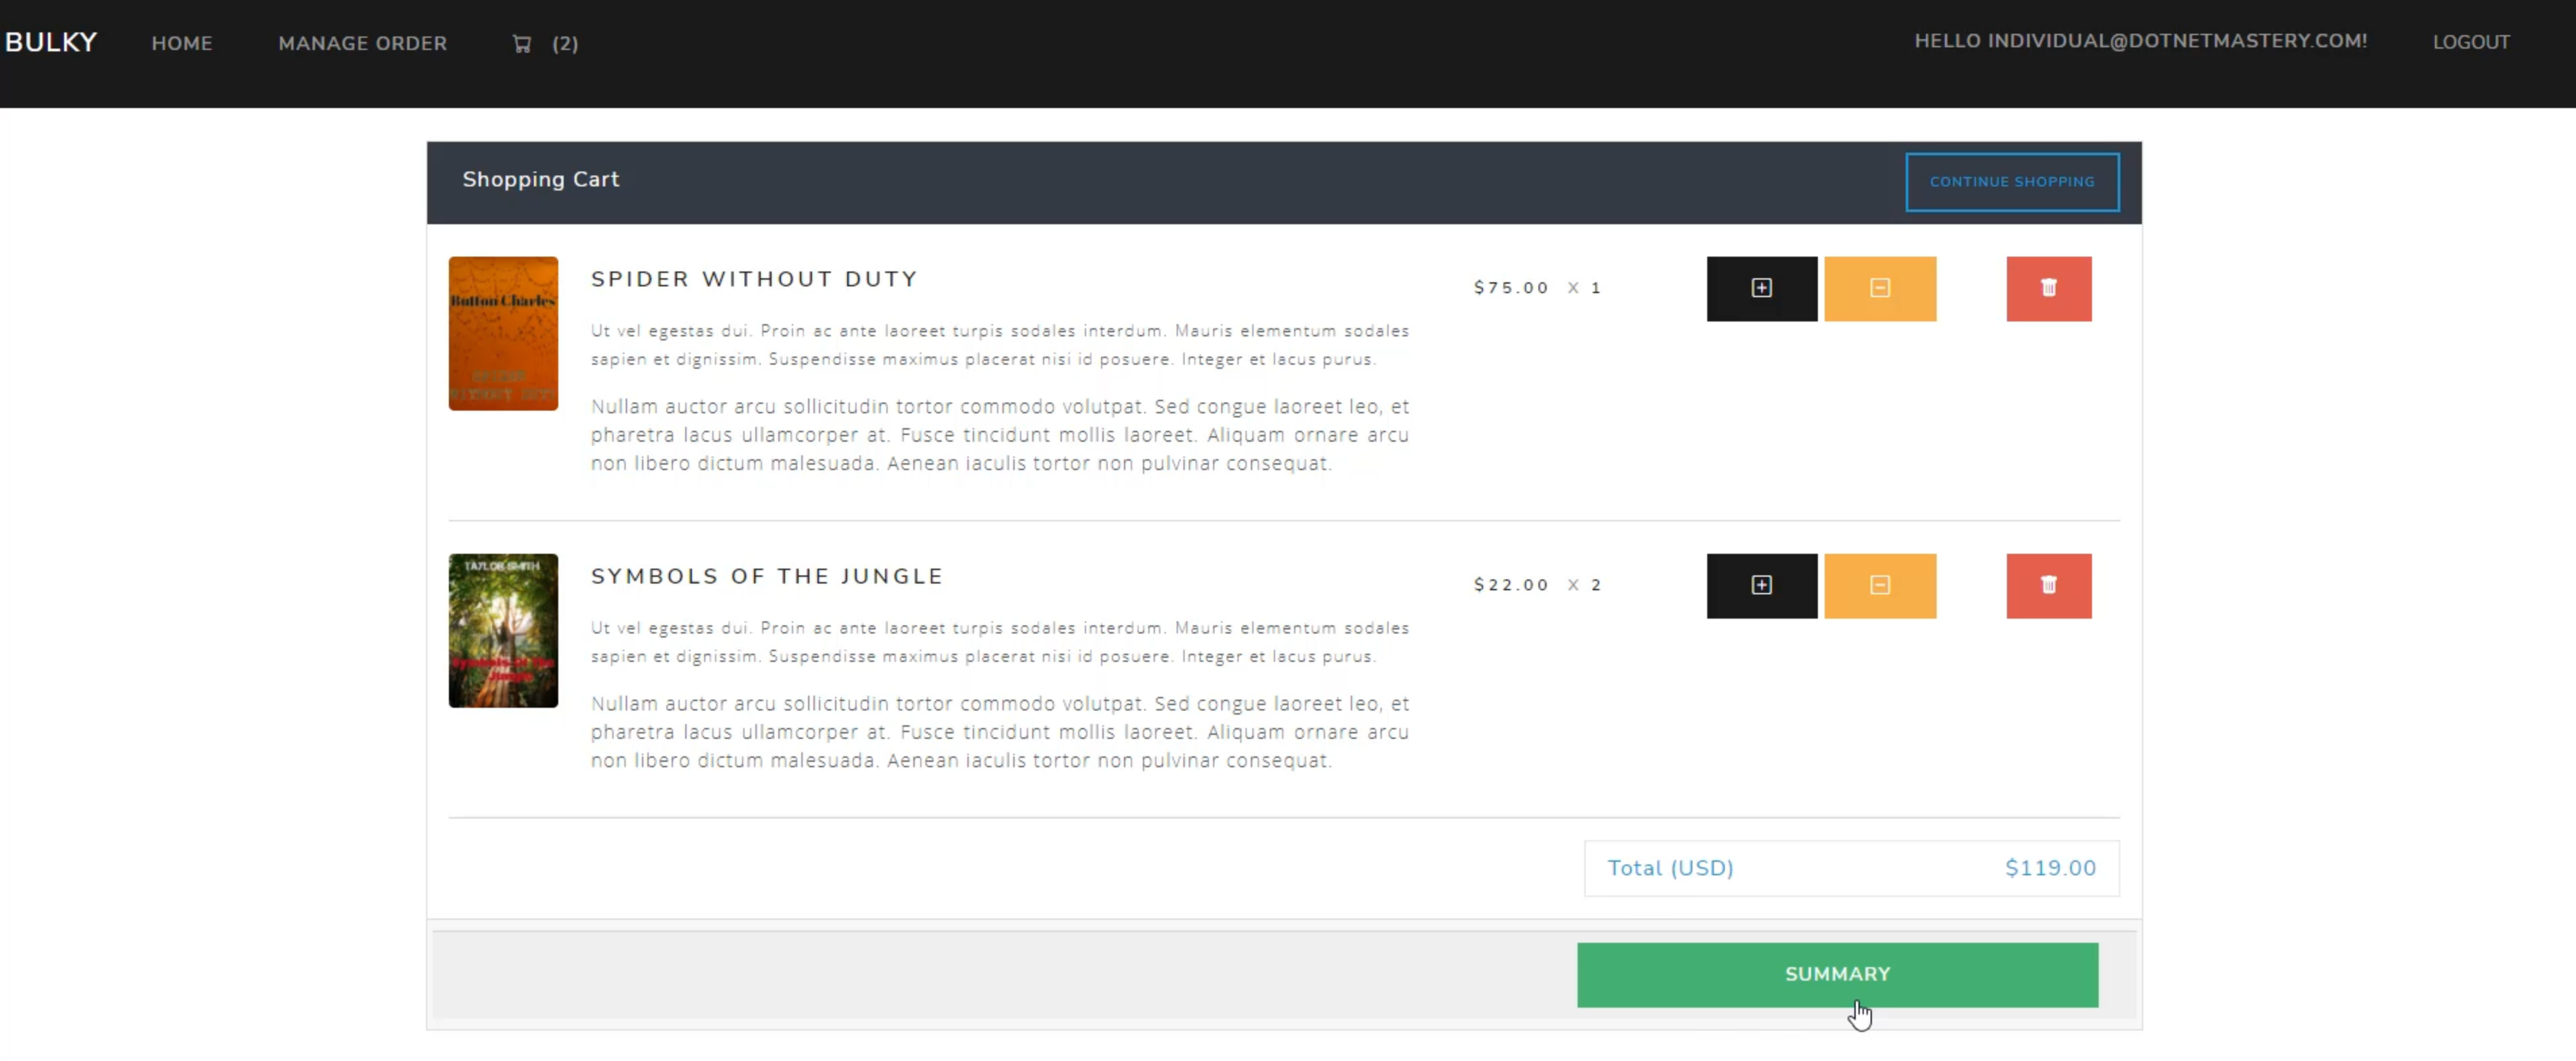 BULKY HOME MANAGE ORDER (2) HELLO INDIVIDUAL@DOTNETMASTERY.COM! LOGOUT
Shopping Cart CONTINUE SHOPPING
Button Charles
SPIDER WITHOUT DUTY $75.00 X 1
Ut vel egestas dui. Proin ac ante laoreet turpis sodales interdum. Mauris elementum sodales
sapien et dignissim. Suspendisse maximus placerat nisi id posuere. Integer et lacus purus.
Nullam auctor arcu sollicitudin tortor commodo volutpat. Sed congue laoreet leo, et
pharetra lacus ullamcorper at. Fusce tincidunt mollis laoreet. Aliquam ornare arcu
non libero dictum malesuada. Aenean iaculis tortor non pulvinar consequat.
TAYLOR SMITH
Symbols Of The
Jungle
SYMBOLS OF THE JUNGLE $22.00 X 2
Ut vel egestas dui. Proin ac ante laoreet turpis sodales interdum. Mauris elementum sodales
sapien et dignissim. Suspendisse maximus placerat nisi id posuere. Integer et lacus purus.
Nullam auctor arcu sollicitudin tortor commodo volutpat. Sed congue laoreet leo, et
pharetra lacus ullamcorper at. Fusce tincidunt mollis laoreet. Aliquam ornare arcu
non libero dictum malesuada. Aenean iaculis tortor non pulvinar consequat.
Total (USD) $119.00
SUMMARY